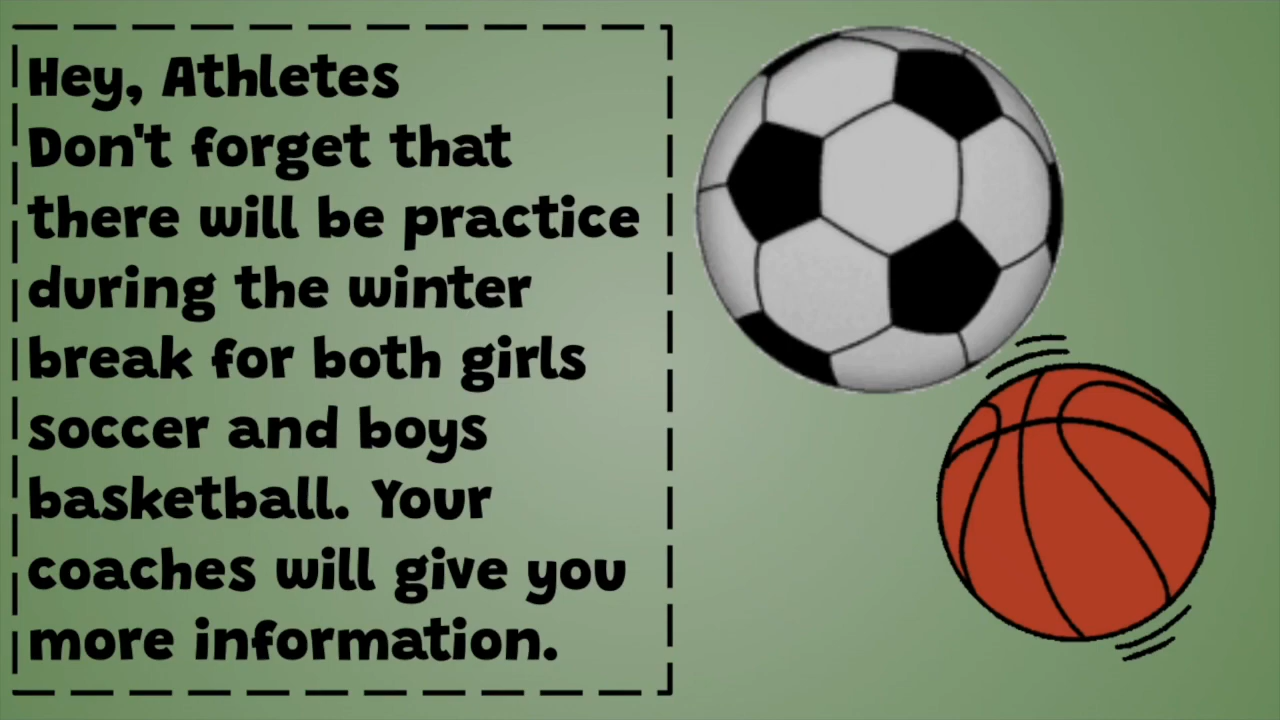 Hey, Athletes
Don't forget that
there will be practice
during the winter
break for both girls
soccer and boys
basketball. Your
coaches will give you
more information.